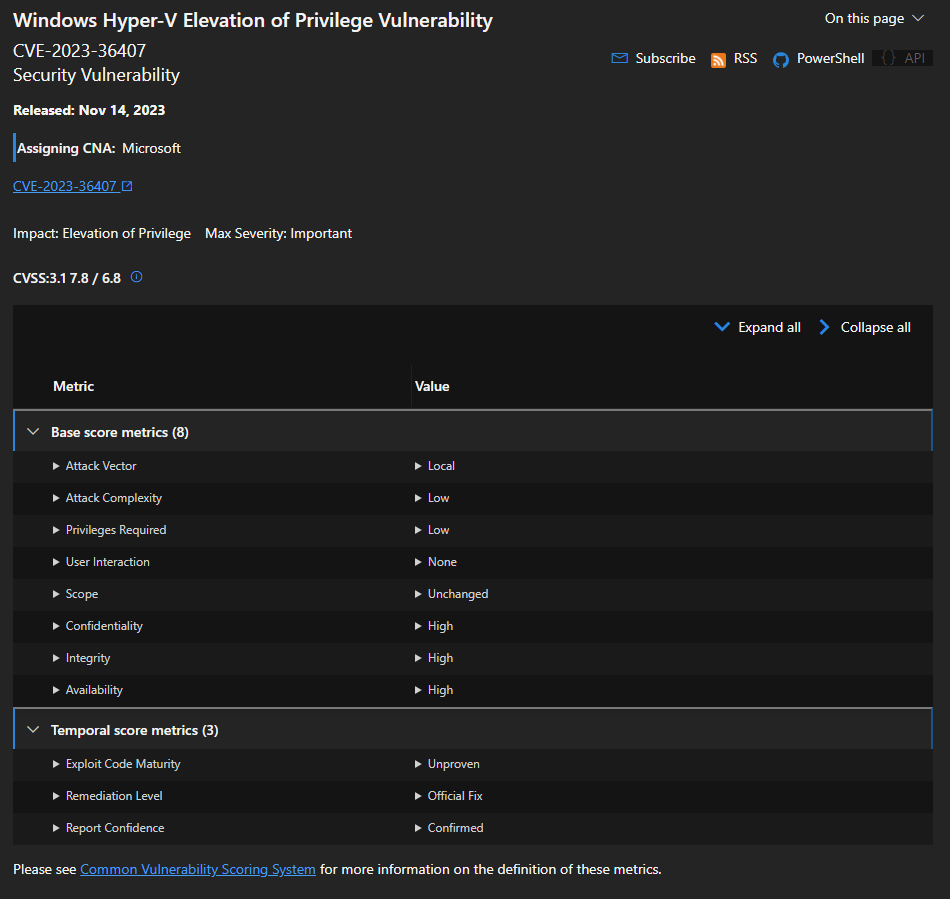 Windows Hyper-V Elevation of Privilege Vulnerability
On this page
CVE-2023-36407
Security Vulnerability
Subscribe RSS PowerShell {} API
Released: Nov 14, 2023
Assigning CNA: Microsoft
CVE-2023-36407
Impact: Elevation of Privilege Max Severity: Important
CVSS:3.1 7.8 / 6.8
Expand all Collapse all
Metric Value
Base score metrics (8)
Attack Vector Local
Attack Complexity Low
Privileges Required Low
User Interaction None
Scope Unchanged
Confidentiality High
Integrity High
Availability High
Temporal score metrics (3)
Exploit Code Maturity Unproven
Remediation Level Official Fix
Report Confidence Confirmed
Please see Common Vulnerability Scoring System for more information on the definition of these metrics.